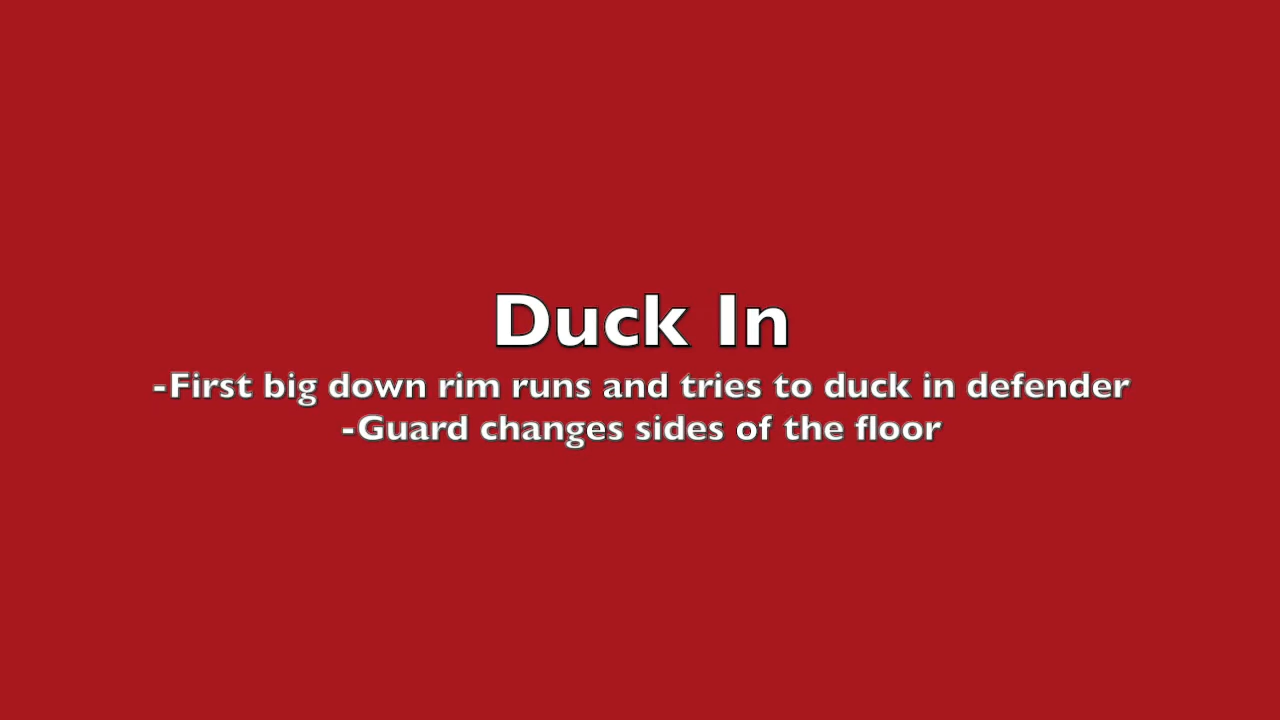 Duck In
-First big down rim runs and tries to duck in defender
-Guard changes sides of the floor